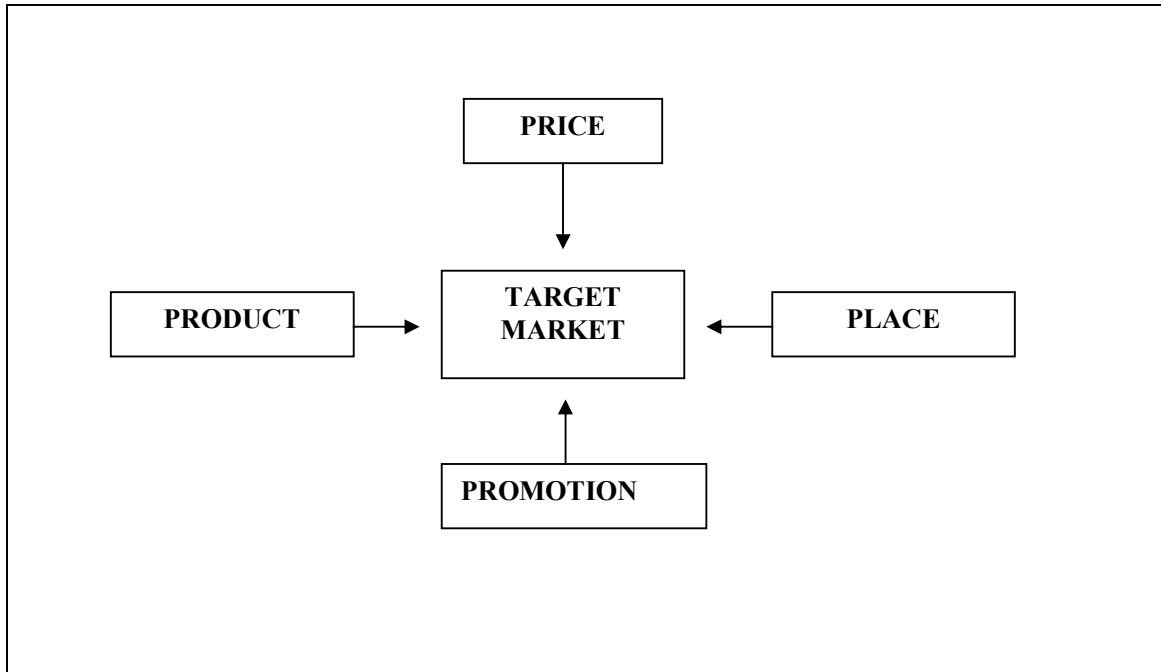 PRICE
TARGET
MARKET
PRODUCT
PLACE
PROMOTION